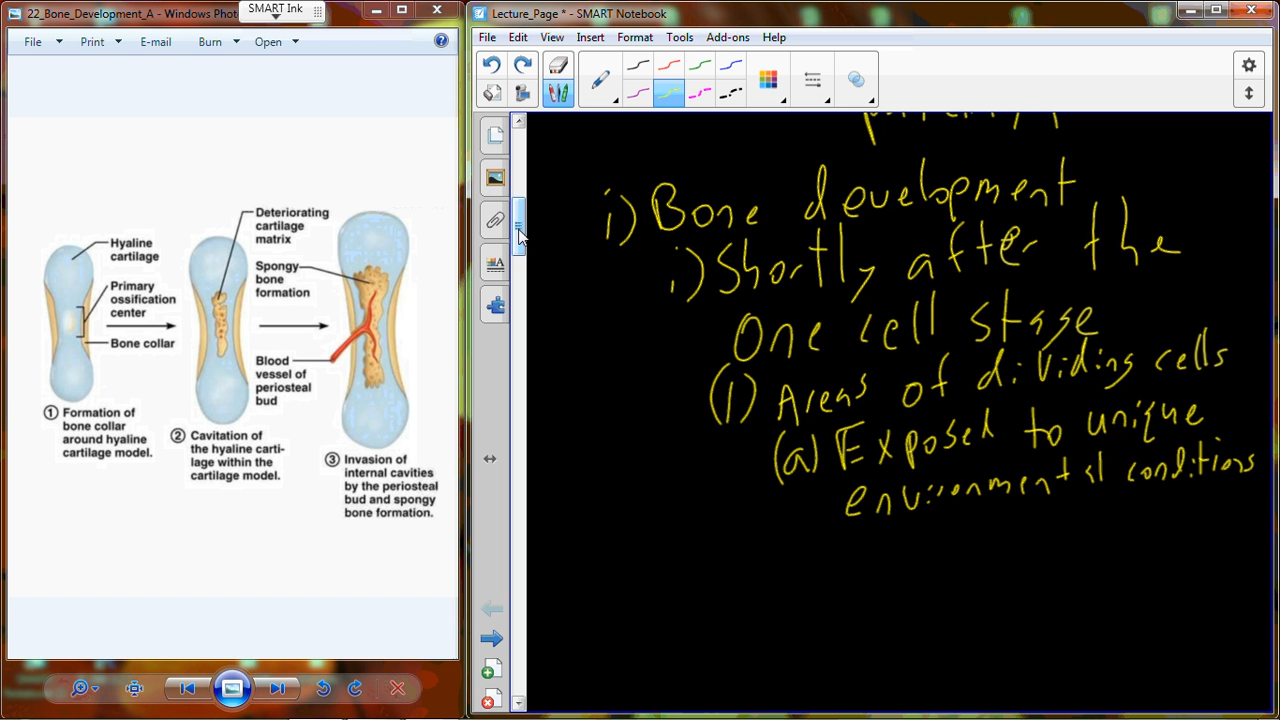 22_Bone_Development_A - Windows Phot
SMART Ink
File Print E-mail Burn Open
Hyaline
cartilage
Primary
ossification
center
Bone collar
① Formation of
bone collar
around hyaline
cartilage model.
Deteriorating
cartilage
matrix
Spongy
bone
formation
Blood
vessel of
periosteal
bud
② Cavitation of
the hyaline carti-
lage within the
cartilage model.
③ Invasion of
internal cavities
by the periosteal
bud and spongy
bone formation.
Lecture_Page * - SMART Notebook
File Edit View Insert Format Tools Add-ons Help
i) Bone development
i) Shortly after the
One cell stage
(1) Areas of dividing cells
(a) Exposed to unique
environmental conditions